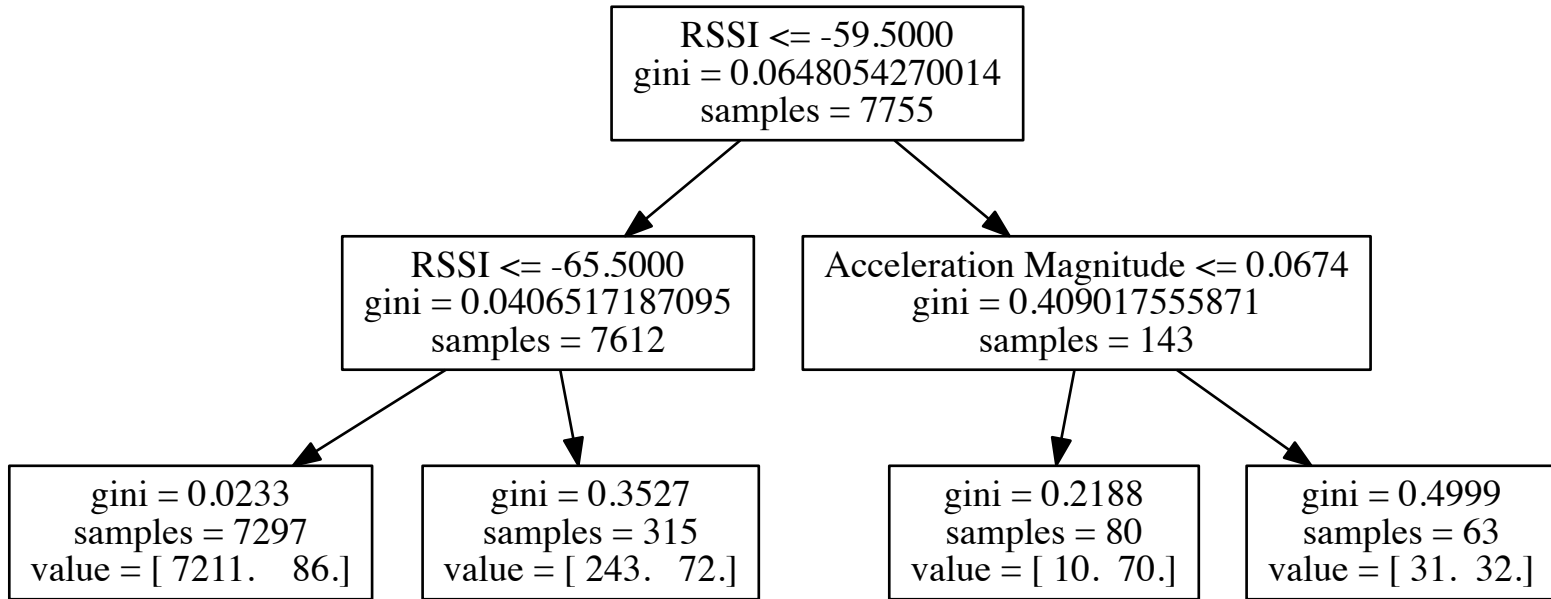 RSSI <= -59.5000
gini = 0.0648054270014
samples = 7755
RSSI <= -65.5000
gini = 0.0406517187095
samples = 7612
Acceleration Magnitude <= 0.0674
gini = 0.409017555871
samples = 143
gini = 0.0233
samples = 7297
value = [ 7211.    86.]
gini = 0.3527
samples = 315
value = [ 243.   72.]
gini = 0.2188
samples = 80
value = [ 10.  70.]
gini = 0.4999
samples = 63
value = [ 31.  32.]